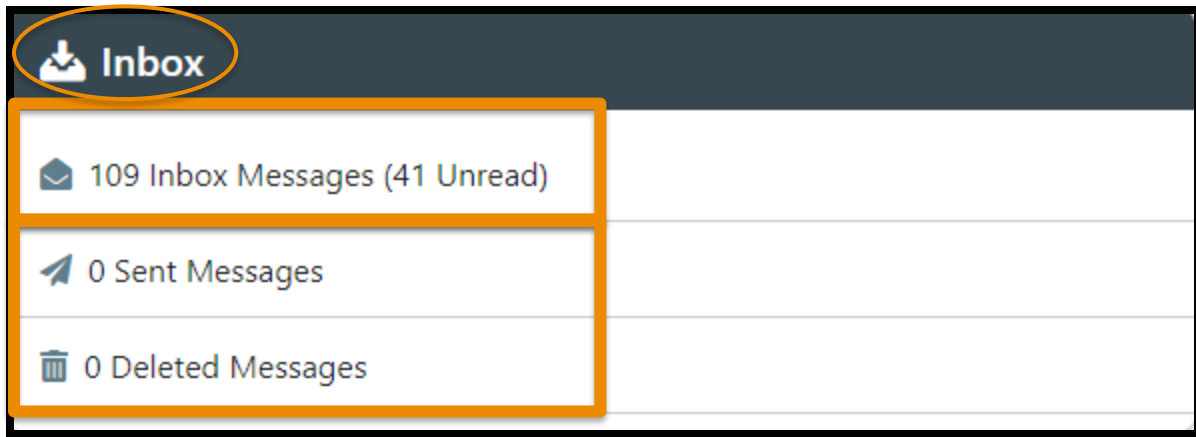 Inbox
109 Inbox Messages (41 Unread)
0 Sent Messages
0 Deleted Messages